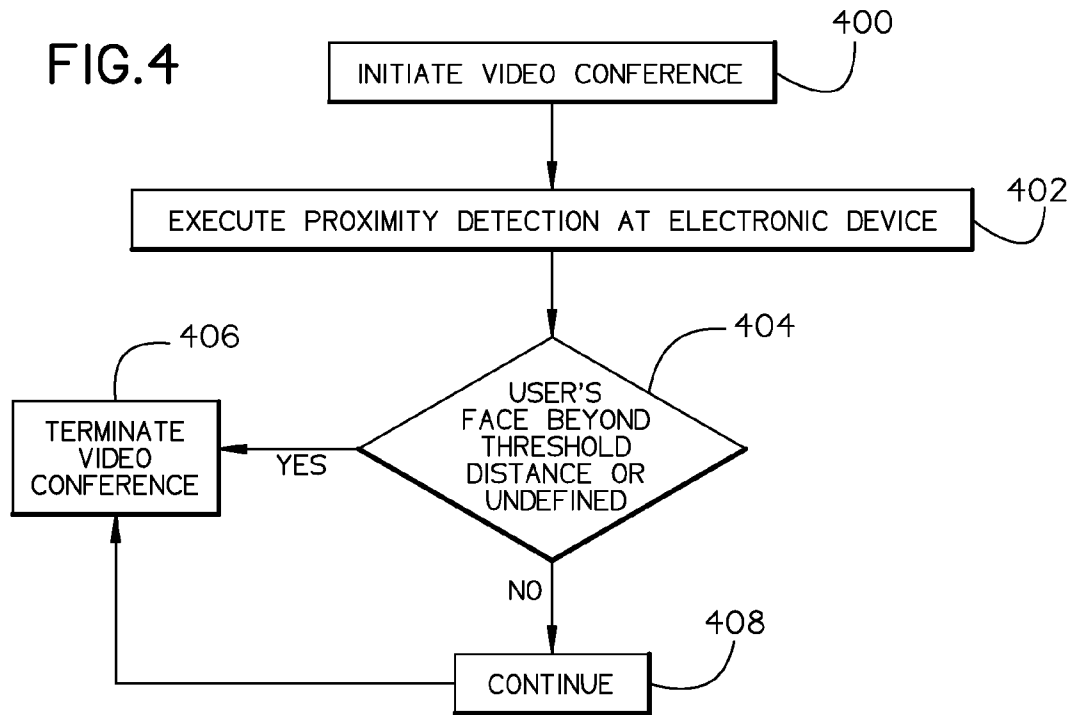 FIG.4
400
INITIATE VIDEO CONFERENCE
402
EXECUTE PROXIMITY DETECTION AT ELECTRONIC DEVICE
404
USER'S
FACE BEYOND
THRESHOLD
DISTANCE OR
UNDEFINED
406
TERMINATE
VIDEO
CONFERENCE
YES
NO
408
CONTINUE